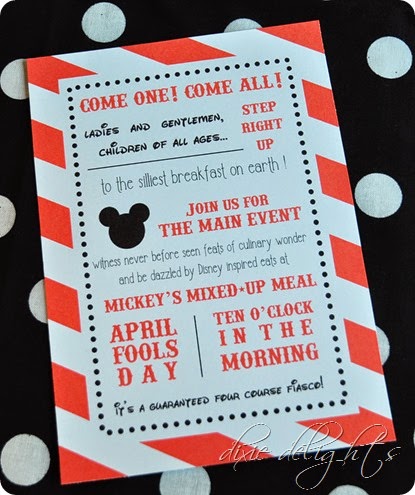 COME ONE! COME ALL!
LADIES AND GENTLEMEN,
CHILDREN OF ALL AGES...
STEP
RIGHT
UP
to the silliest breakfast on earth!
JOIN US FOR
THE MAIN EVENT
witness never before seen feats of culinary wonder
and be dazzled by Disney inspired eats at
MICKEY'S MIXED★UP MEAL
APRIL
FOOLS
DAY
TEN O'CLOCK
IN THE
MORNING
IT'S A GUARANTEED FOUR COURSE FIASCO!
dixie delights